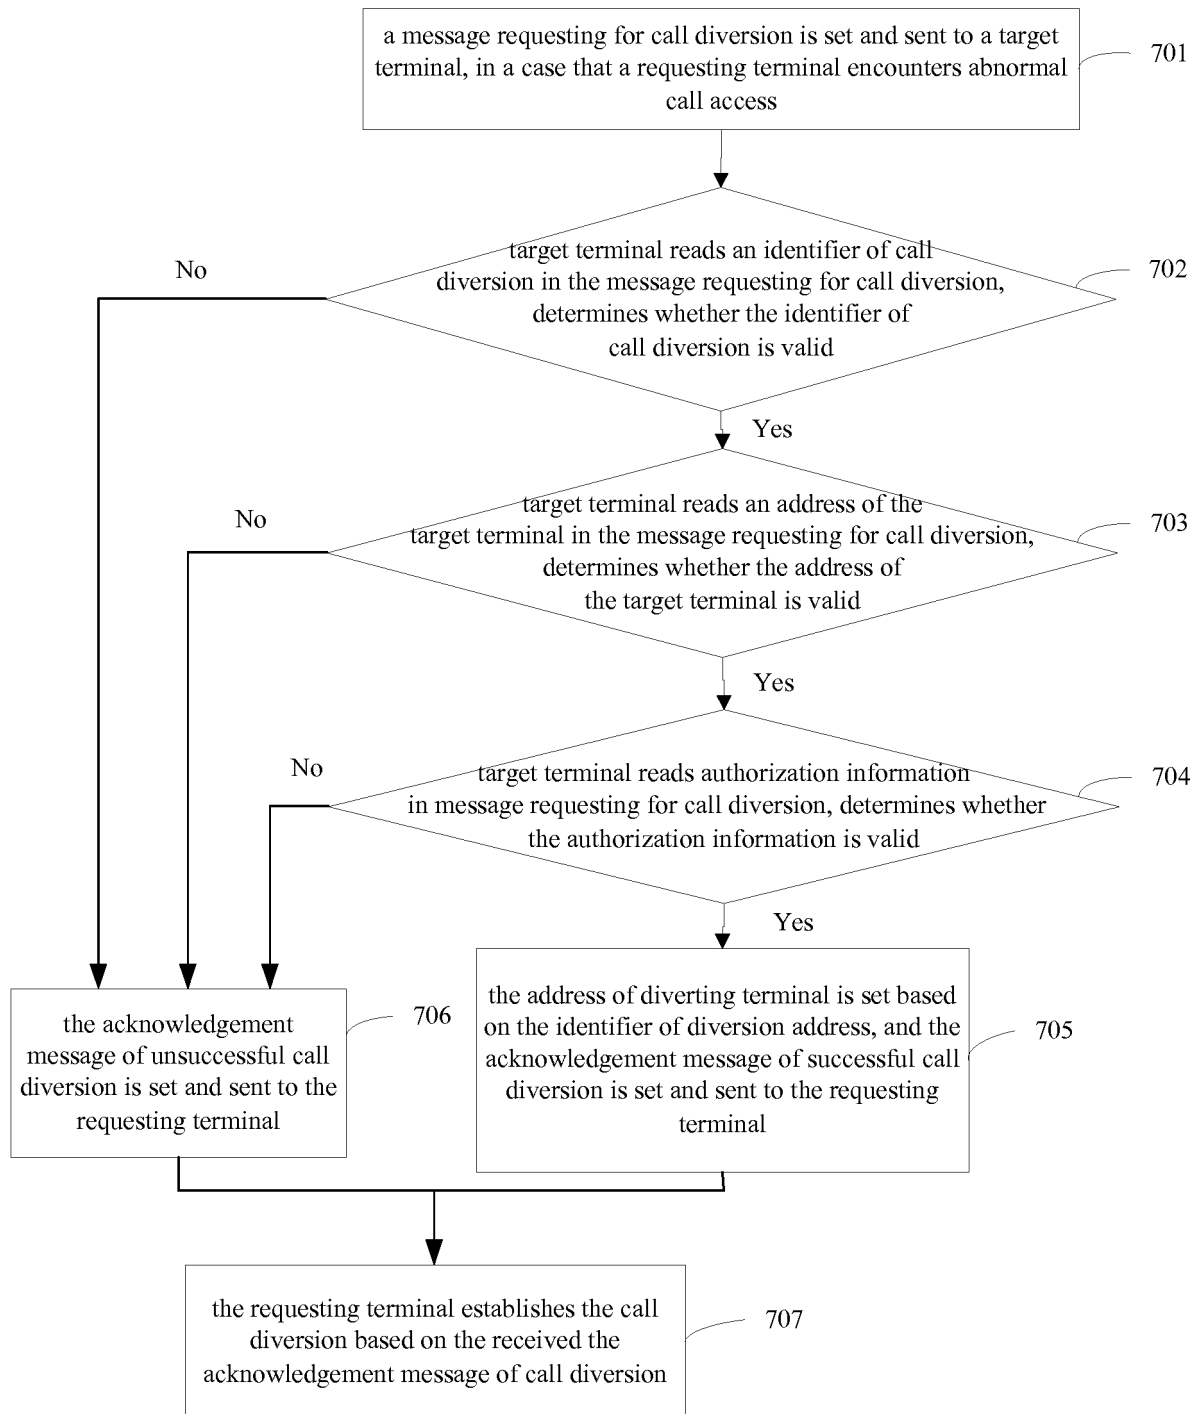 a message requesting for call diversion is set and sent to a target
terminal, in a case that a requesting terminal encounters abnormal
call access
701
target terminal reads an identifier of call
diversion in the message requesting for call diversion,
determines whether the identifier of
call diversion is valid
702
No
Yes
target terminal reads an address of the
target terminal in the message requesting for call diversion,
determines whether the address of
the target terminal is valid
703
No
Yes
target terminal reads authorization information
in message requesting for call diversion, determines whether
the authorization information is valid
704
No
Yes
the acknowledgement
message of unsuccessful call
diversion is set and sent to the
requesting terminal
706
the address of diverting terminal is set based
on the identifier of diversion address, and the
acknowledgement message of successful call
diversion is set and sent to the requesting
terminal
705
the requesting terminal establishes the call
diversion based on the received the
acknowledgement message of call diversion
707